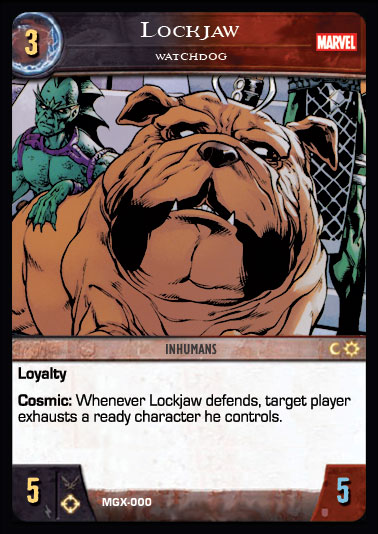 3
Lockjaw
MARVEL
WATCHDOG
INHUMANS
Loyalty
Cosmic: Whenever Lockjaw defends, target player
exhausts a ready character he controls.
5
MGX-000
5